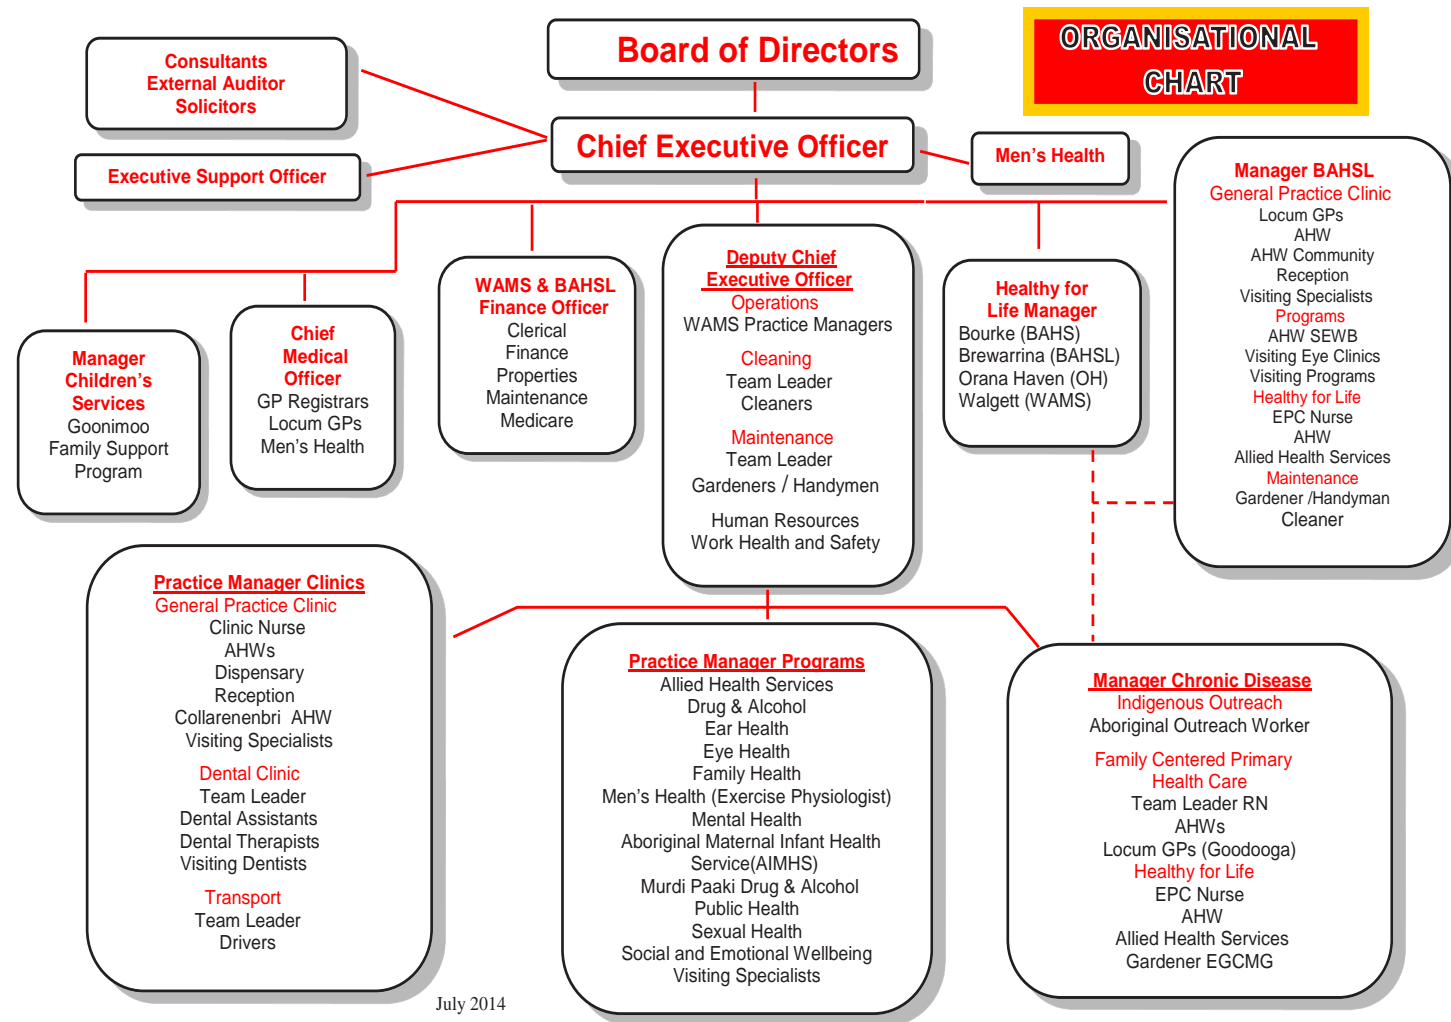 Board of Directors
ORGANISATIONAL
CHART
Consultants
External Auditor
Solicitors
Chief Executive Officer
Executive Support Officer
Men's Health
Manager BAHSL
General Practice Clinic
Locum GPs
AHW
AHW Community
Reception
Visiting Specialists
Programs
AHW SEWB
Visiting Eye Clinics
Visiting Programs
Healthy for Life
EPC Nurse
AHW
Allied Health Services
Maintenance
Gardener /Handyman
Cleaner
Manager
Children's
Services
Goonimoo
Family Support
Program
Chief
Medical
Officer
GP Registrars
Locum GPs
Men's Health
WAMS & BAHSL
Finance Officer
Clerical
Finance
Properties
Maintenance
Medicare
Deputy Chief
Executive Officer
Operations
WAMS Practice Managers
Cleaning
Team Leader
Cleaners
Maintenance
Team Leader
Gardeners / Handymen
Human Resources
Work Health and Safety
Healthy for
Life Manager
Bourke (BAHS)
Brewarrina (BAHSL)
Orana Haven (OH)
Walgett (WAMS)
Practice Manager Clinics
General Practice Clinic
Clinic Nurse
AHWs
Dispensary
Reception
Collarenenbri AHW
Visiting Specialists
Dental Clinic
Team Leader
Dental Assistants
Dental Therapists
Visiting Dentists
Transport
Team Leader
Drivers
Practice Manager Programs
Allied Health Services
Drug & Alcohol
Ear Health
Eye Health
Family Health
Men's Health (Exercise Physiologist)
Mental Health
Aboriginal Maternal Infant Health
Service(AIMHS)
Murdi Paaki Drug & Alcohol
Public Health
Sexual Health
Social and Emotional Wellbeing
Visiting Specialists
Manager Chronic Disease
Indigenous Outreach
Aboriginal Outreach Worker
Family Centered Primary
Health Care
Team Leader RN
AHWs
Locum GPs (Goodooga)
Healthy for Life
EPC Nurse
AHW
Allied Health Services
Gardener EGCMG
July 2014